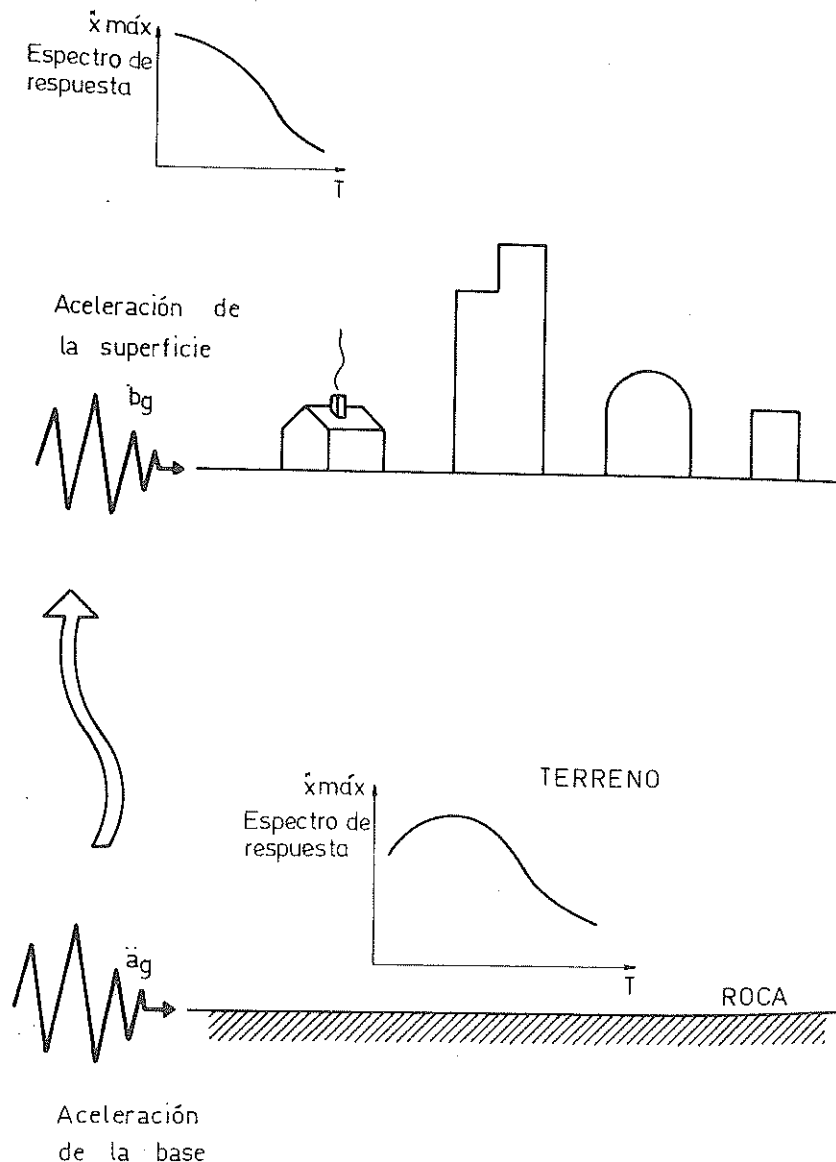 ẍ máx
Espectro de
respuesta
T
Aceleración de
la superficie
b̈g
TERRENO
ẍ máx
Espectro de
respuesta
T
äg
ROCA
Aceleración
de la base